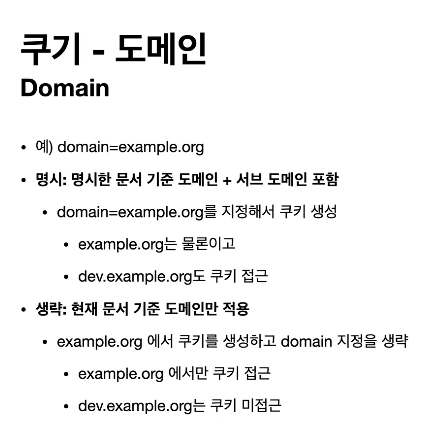 쿠키 - 도메인
Domain
• 예) domain=example.org
• 명시: 명시한 문서 기준 도메인 + 서브 도메인 포함
• domain=example.org를 지정해서 쿠키 생성
• example.org는 물론이고
• dev.example.org도 쿠키 접근
• 생략: 현재 문서 기준 도메인만 적용
• example.org 에서 쿠키를 생성하고 domain 지정을 생략
• example.org 에서만 쿠키 접근
• dev.example.org는 쿠키 미접근